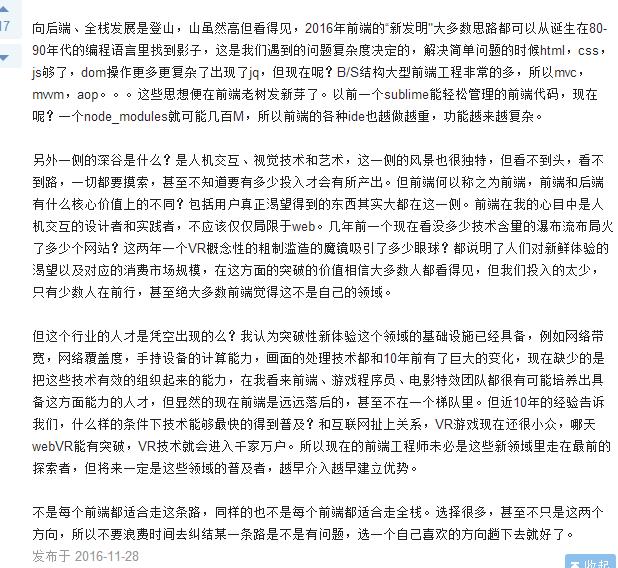 17
向后端、全栈发展是登山，山虽然高但看得见，2016年前端的“新发明”大多数思路都可以从诞生在80-
90年代的编程语言里找到影子，这是我们遇到的问题复杂度决定的，解决简单问题的时候html，css，
js够了，dom操作更多更复杂了出现了jq，但现在呢？B/S结构大型前端工程非常的多，所以mvc，
mvvm，aop。。。这些思想便在前端老树发新芽了。以前一个sublime能轻松管理的前端代码，现在
呢？一个node_modules就可能几百M，所以前端的各种ide也越做越重，功能越来越复杂。
另外一侧的深谷是什么？是人机交互、视觉技术和艺术，这一侧的风景也很独特，但看不到头，看不
到路，一切都要摸索，甚至不知道要有多少投入才会有所产出。但前端何以称之为前端，前端和后端
有什么核心价值上的不同？包括用户真正渴望得到的东西其实大都在这一侧。前端在我的心目中是人
机交互的设计者和实践者，不应该仅仅局限于web。几年前一个现在看没多少技术含量的瀑布流布局火
了多少个网站？这两年一个VR概念性的粗制滥造的魔镜吸引了多少眼球？都说明了人们对新鲜体验的
渴望以及对应的消费市场规模，在这方面的突破的价值相信大多数人都看得见，但我们投入的太少，
只有少数人在前行，甚至绝大多数前端觉得这不是自己的领域。
但这个行业的人才是凭空出现的么？我认为突破性新体验这个领域的基础设施已经具备，例如网络带
宽，网络覆盖度，手持设备的计算能力，画面的处理技术都和10年前有了巨大的变化，现在缺少的是
把这些技术有效的组织起来的能力，在我看来前端、游戏程序员、电影特效团队都很有可能培养出具
备这方面能力的人才，但显然的现在前端是远远落后的，甚至不在一个梯队里。但近10年的经验告诉
我们，什么样的条件下技术能够最快的得到普及？和互联网扯上关系，VR游戏现在还很小众，哪天
webVR能有突破，VR技术就会进入千家万户。所以现在的前端工程师未必是这些新领域里走在最前的
探索者，但将来一定是这些领域的普及者，越早介入越早建立优势。
不是每个前端都适合走这条路，同样的也不是每个前端都适合走全栈。选择很多，甚至不只是这两个
方向，所以不要浪费时间去纠结某一条路是不是有问题，选一个自己喜欢的方向趟下去就好了。
发布于 2016-11-28
收起